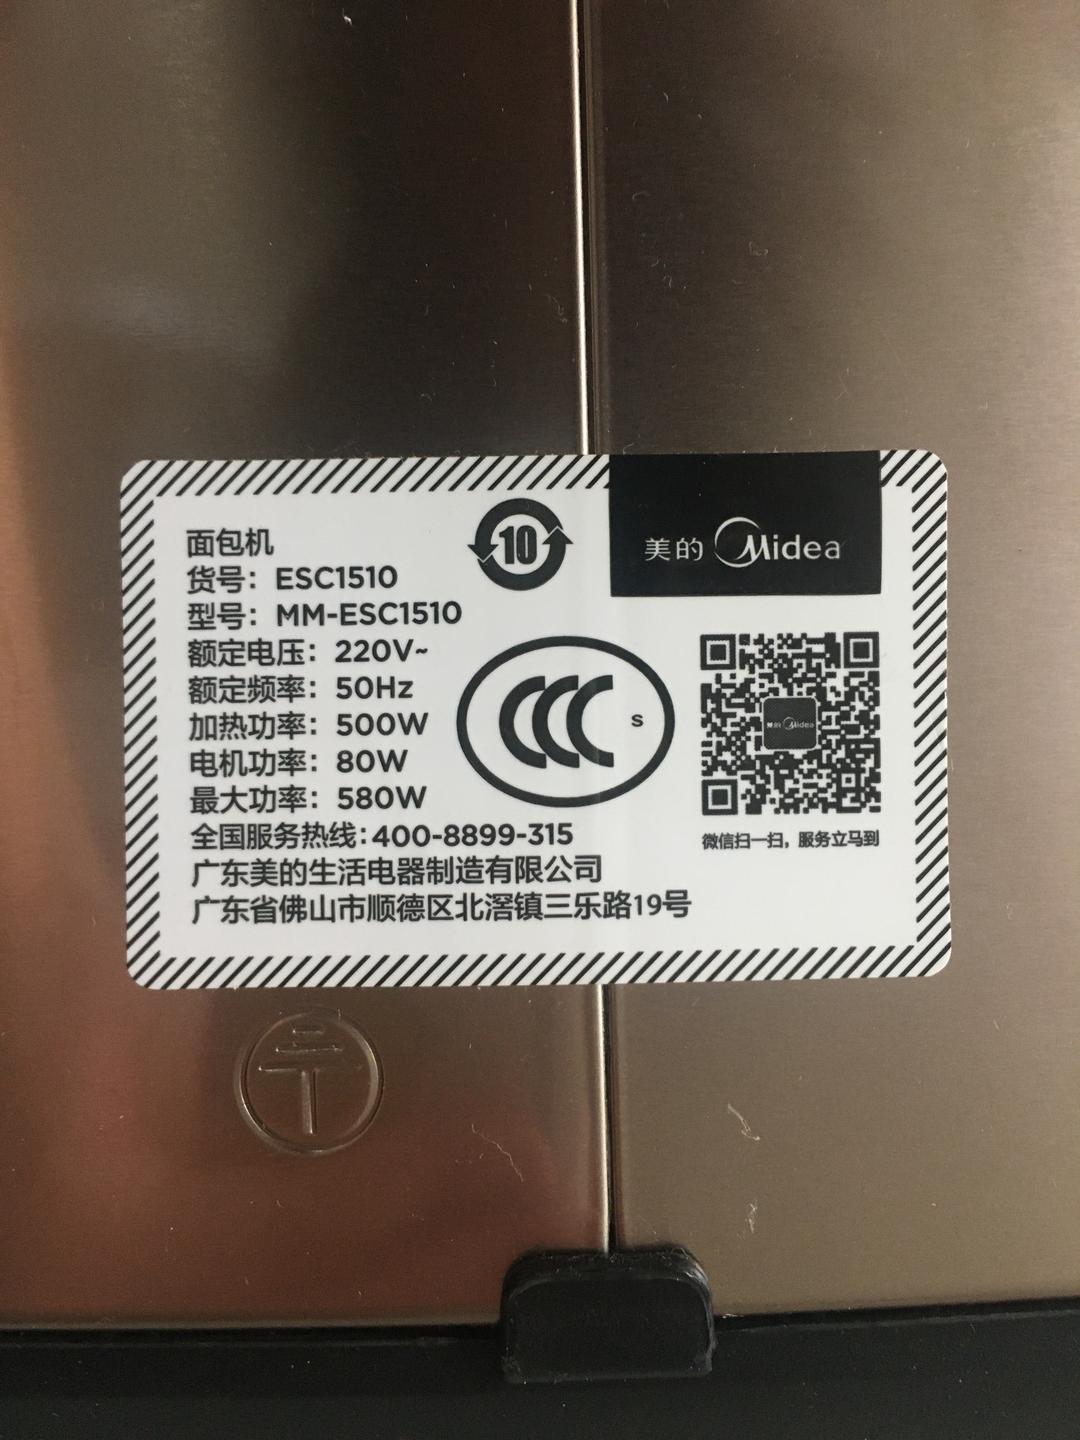 面包机
货号：ESC1510
型号：MM-ESC1510
额定电压：220V~
额定频率：50Hz
加热功率：500W
电机功率：80W
最大功率：580W
全国服务热线：400-8899-315
广东美的生活电器制造有限公司
广东省佛山市顺德区北滘镇三乐路19号
10
CCC S
美的 Midea
美的 Midea
微信扫一扫，服务立马到